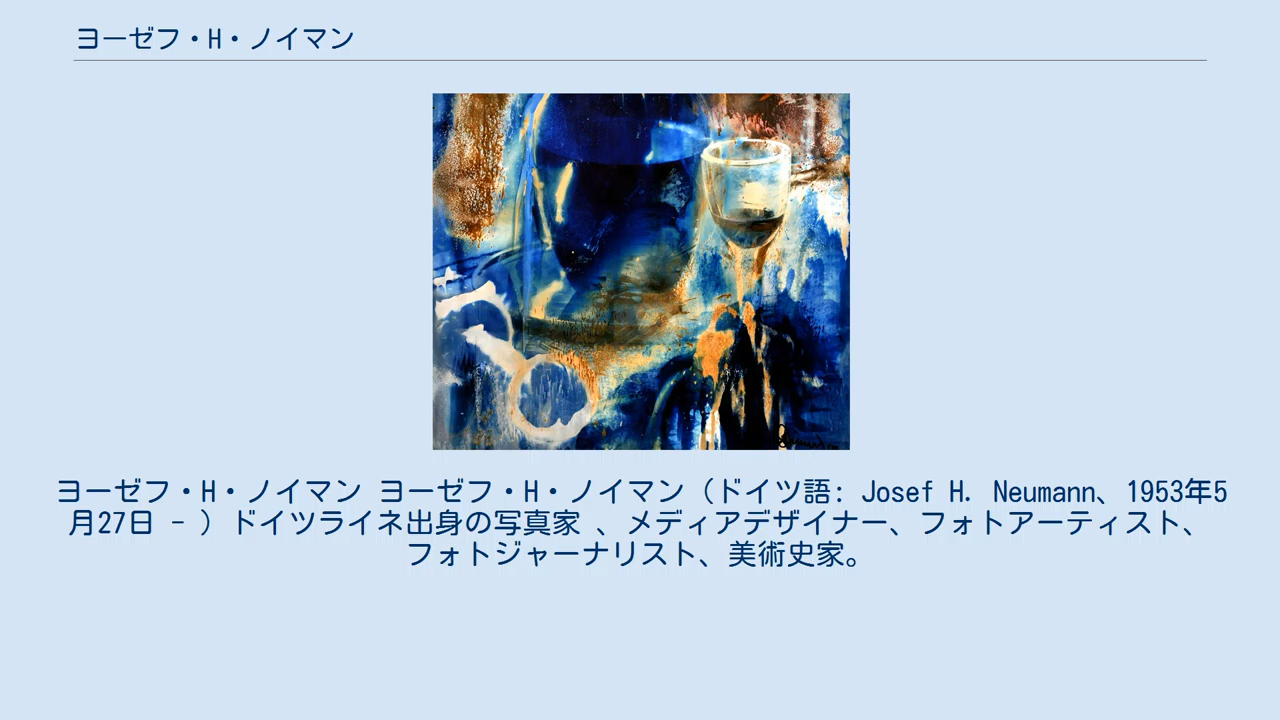 ヨーゼフ・H・ノイマン
ヨーゼフ・H・ノイマン ヨーゼフ・H・ノイマン（ドイツ語: Josef H. Neumann、1953年5
月27日 - ）ドイツライネ出身の写真家 、メディアデザイナー、フォトアーティスト、
フォトジャーナリスト、美術史家。